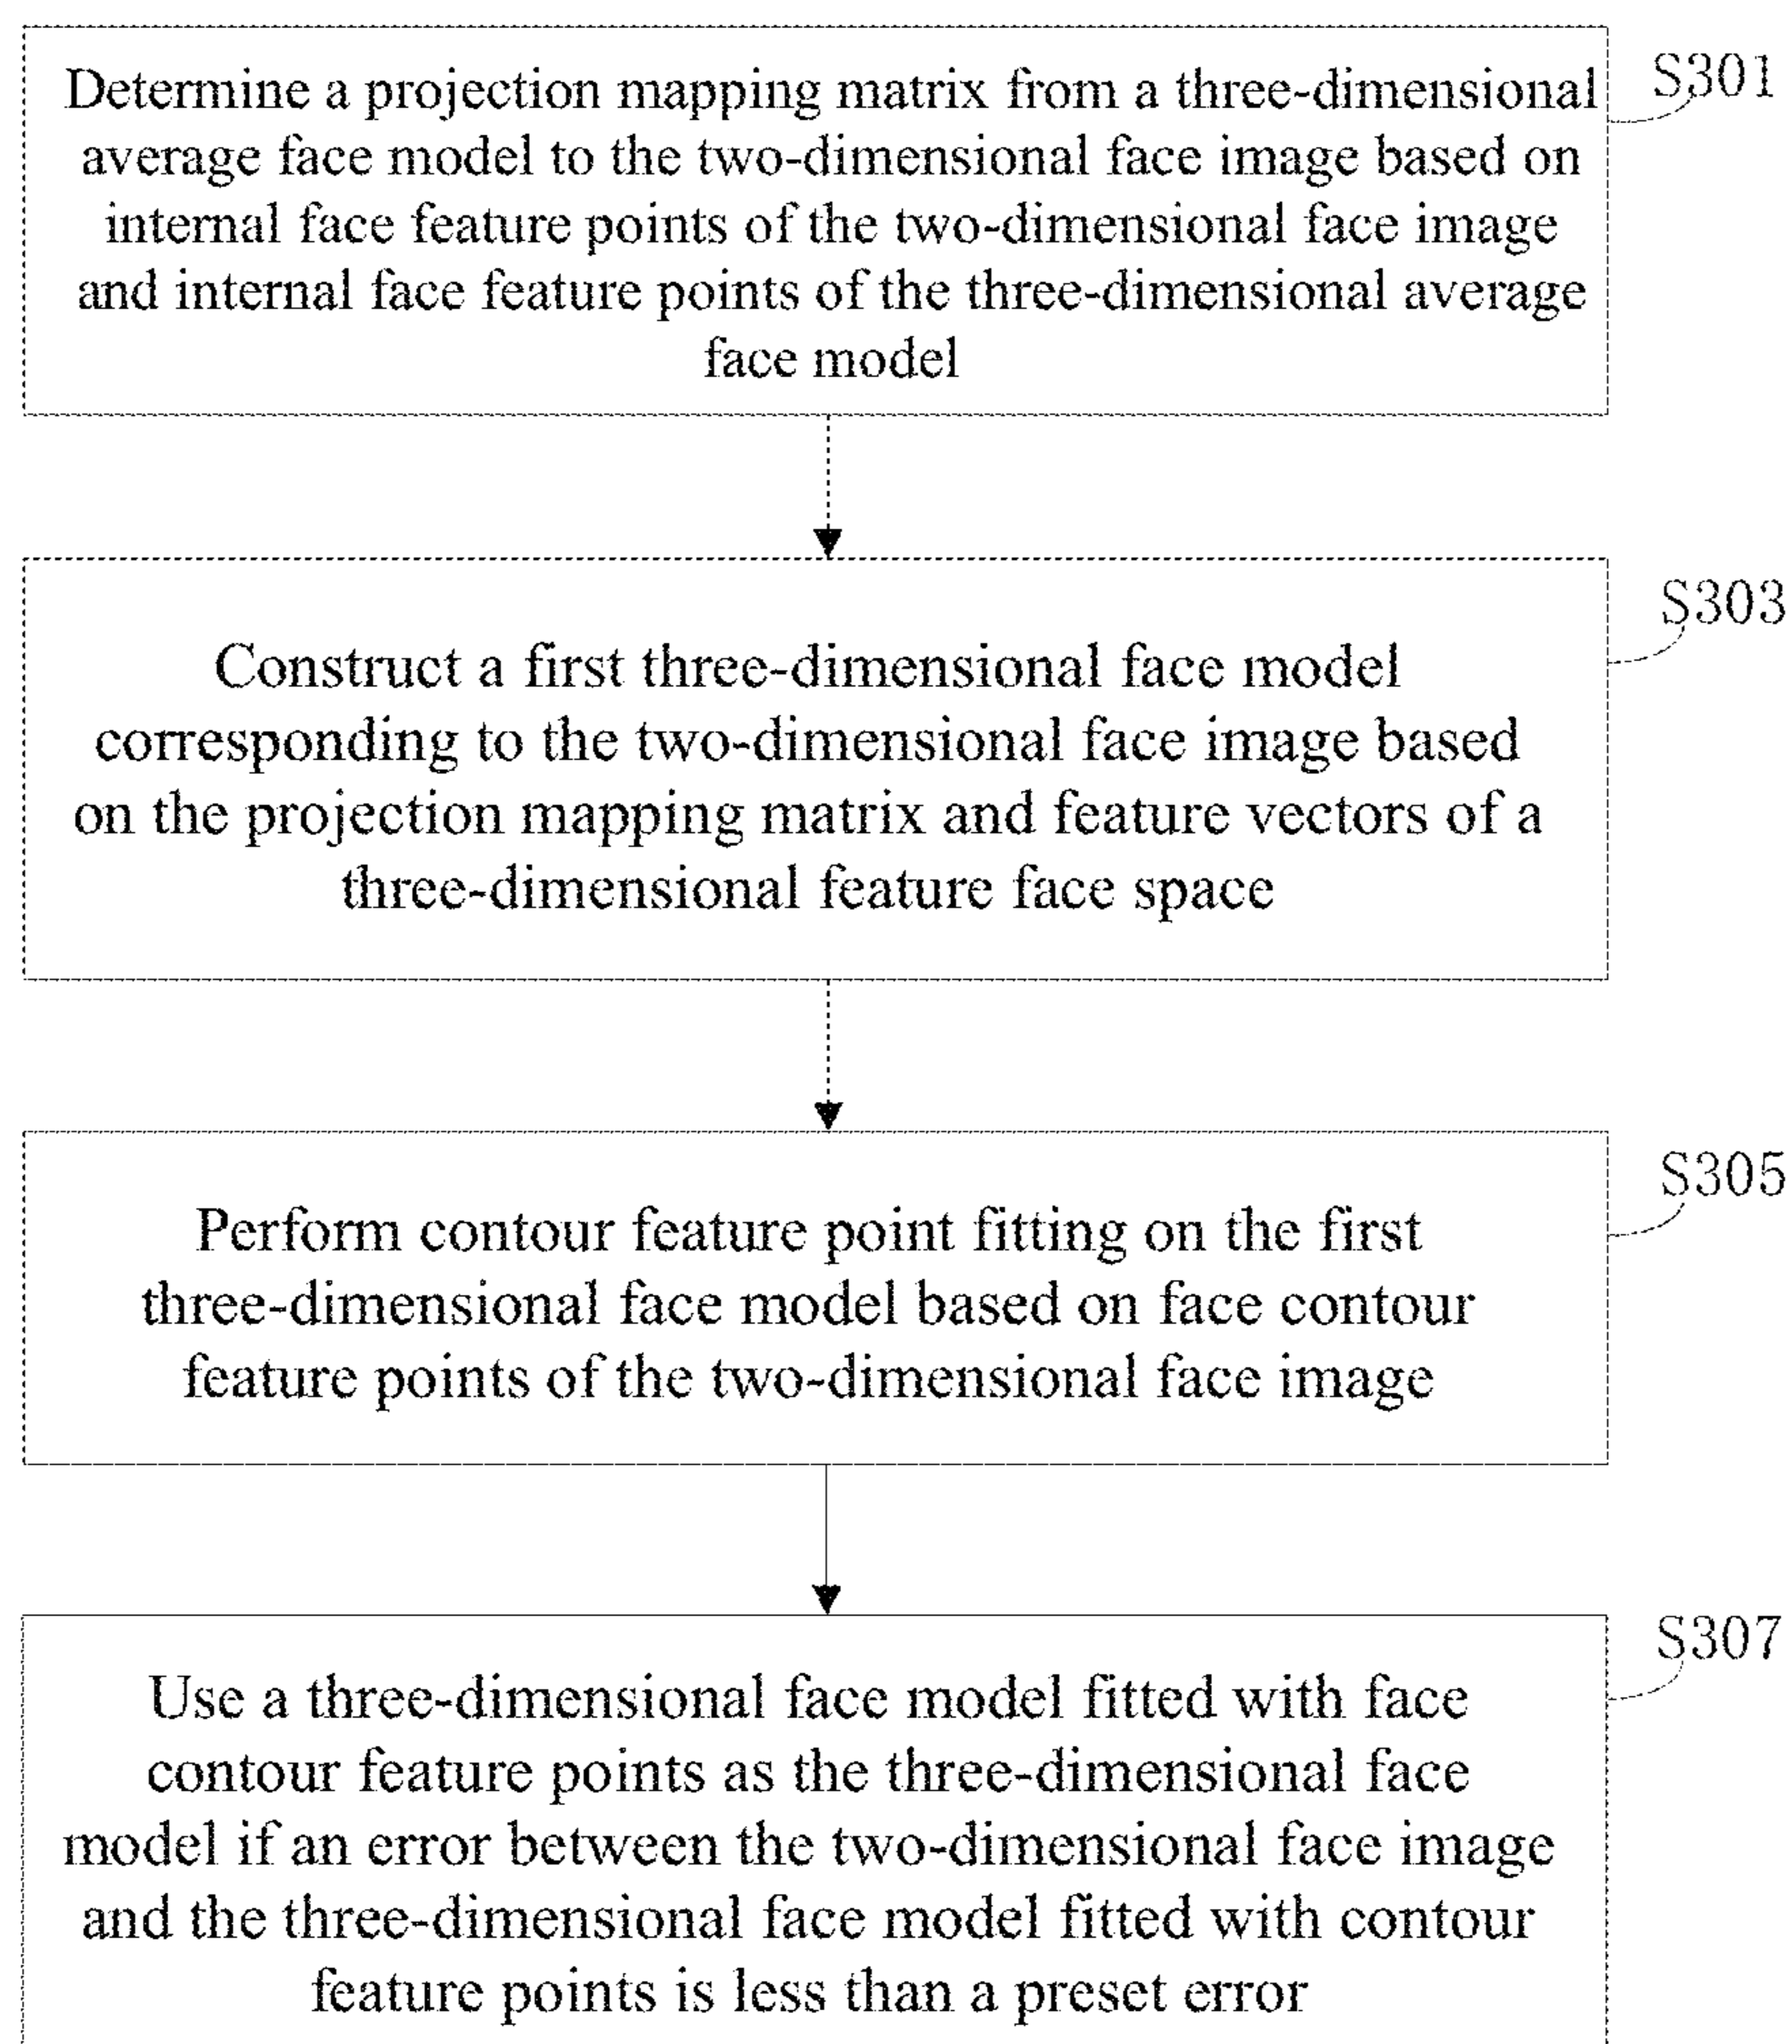 Determine a projection mapping matrix from a three-dimensional
average face model to the two-dimensional face image based on
internal face feature points of the two-dimensional face image
and internal face feature points of the three-dimensional average
face model
S301
Construct a first three-dimensional face model
corresponding to the two-dimensional face image based
on the projection mapping matrix and feature vectors of a
three-dimensional feature face space
S303
Perform contour feature point fitting on the first
three-dimensional face model based on face contour
feature points of the two-dimensional face image
S305
Use a three-dimensional face model fitted with face
contour feature points as the three-dimensional face
model if an error between the two-dimensional face image
and the three-dimensional face model fitted with contour
feature points is less than a preset error
S307